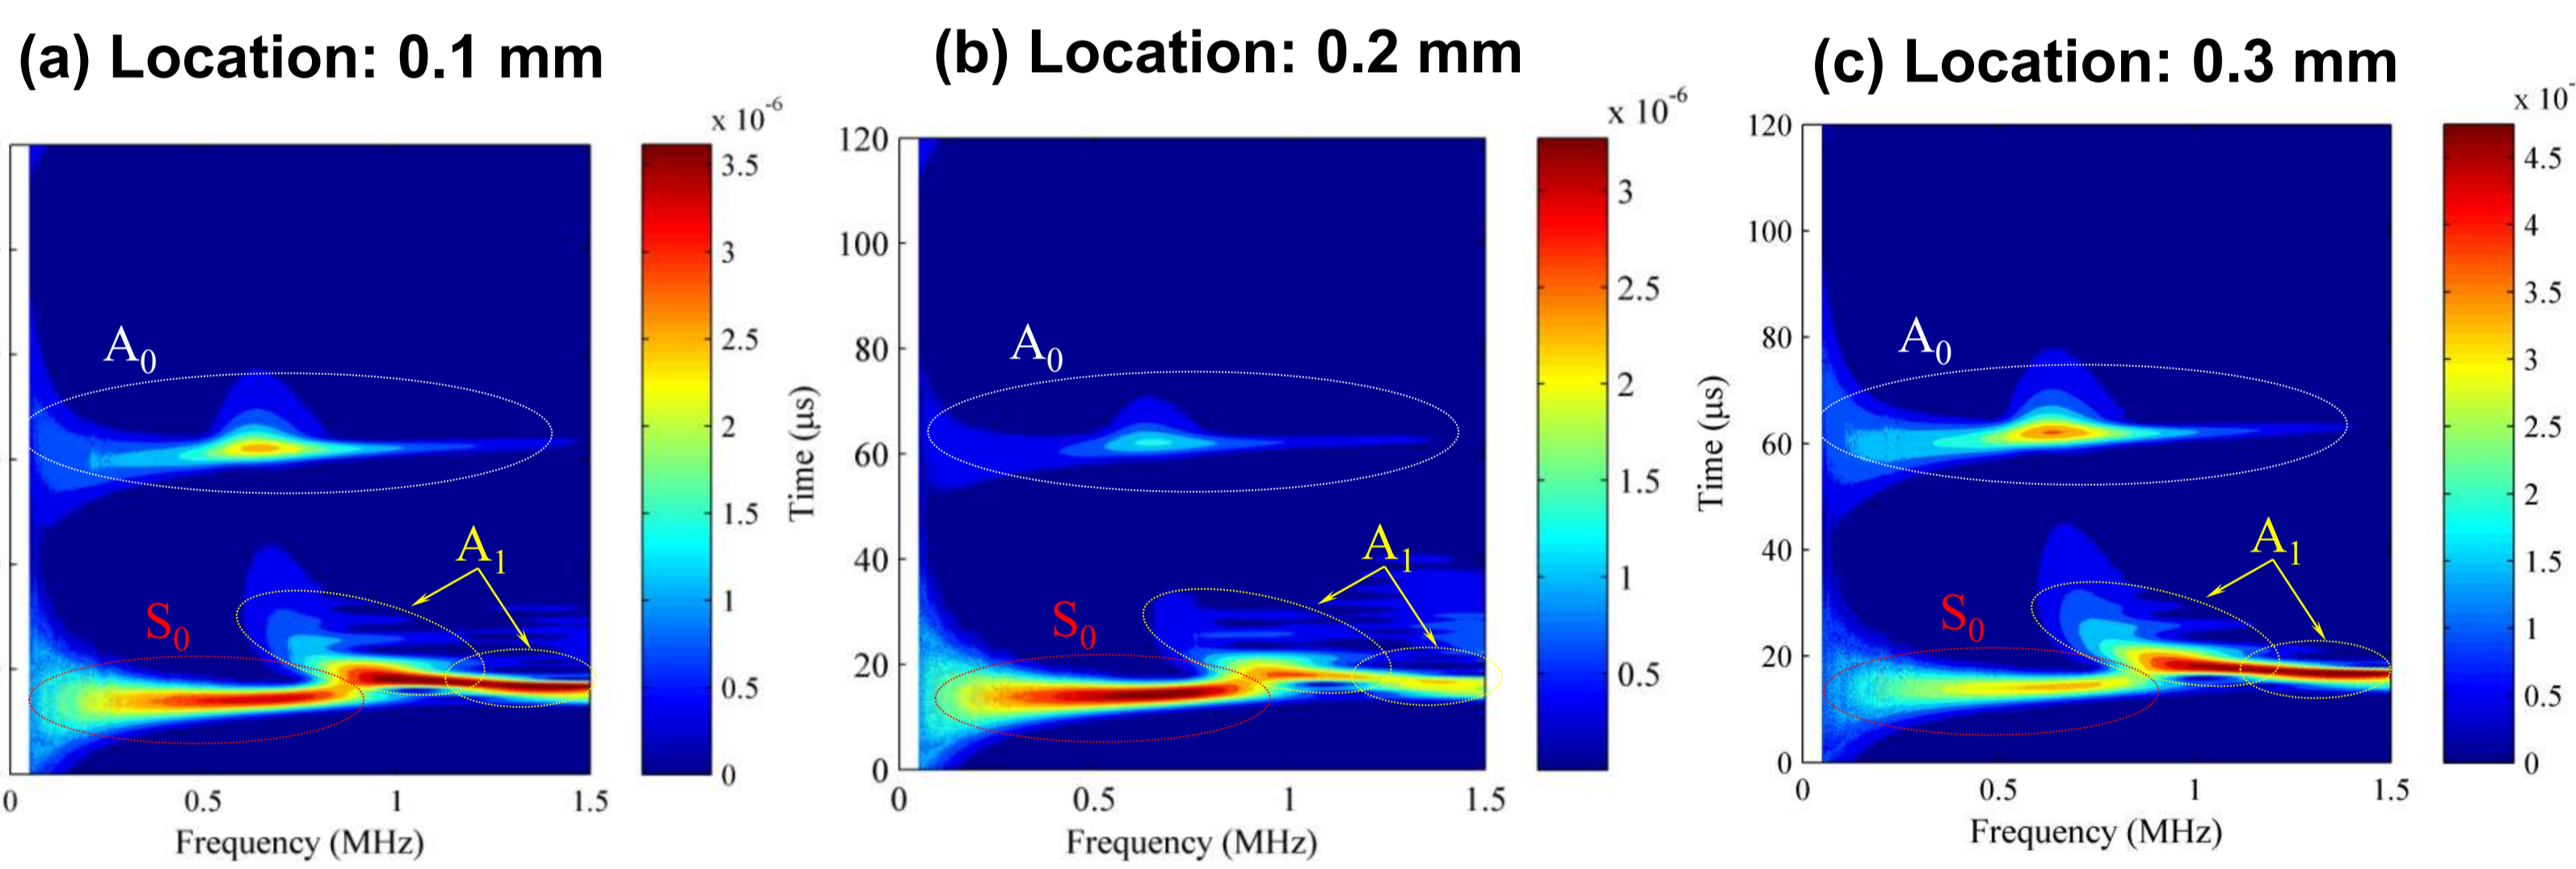 (a) Location: 0.1 mm
x 10-6
3.5
3
2.5
2
1.5
1
0.5
0
A0
S0
A1
0 0.5 1 1.5
Frequency (MHz)
(b) Location: 0.2 mm
x 10-6
120
100
80
60
40
20
0
Time (μs)
A0
S0
A1
3
2.5
2
1.5
1
0.5
0 0.5 1 1.5
Frequency (MHz)
(c) Location: 0.3 mm
x 10-
120
100
80
60
40
20
0
Time (μs)
A0
S0
A1
4.5
4
3.5
3
2.5
2
1.5
1
0.5
0
0 0.5 1 1.5
Frequency (MHz)